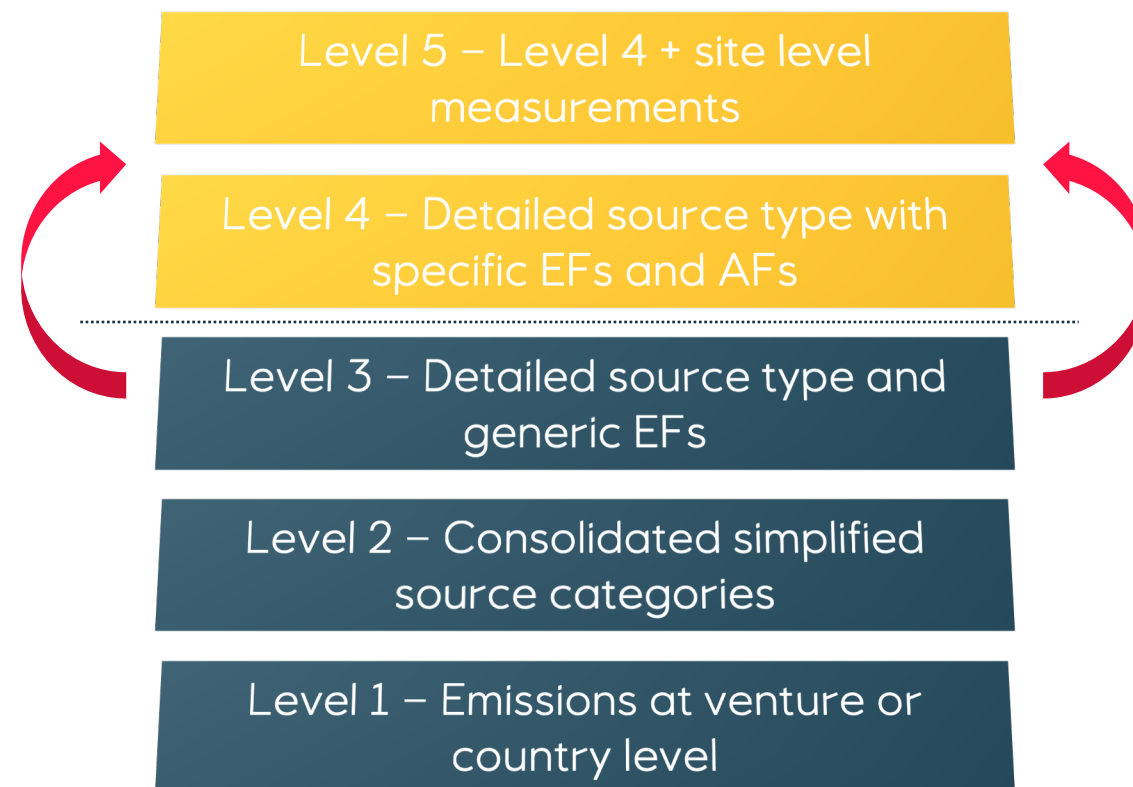 Level 5 – Level 4 + site level
measurements
Level 4 – Detailed source type with
specific EFs and AFs
Level 3 – Detailed source type and
generic EFs
Level 2 – Consolidated simplified
source categories
Level 1 – Emissions at venture or
country level